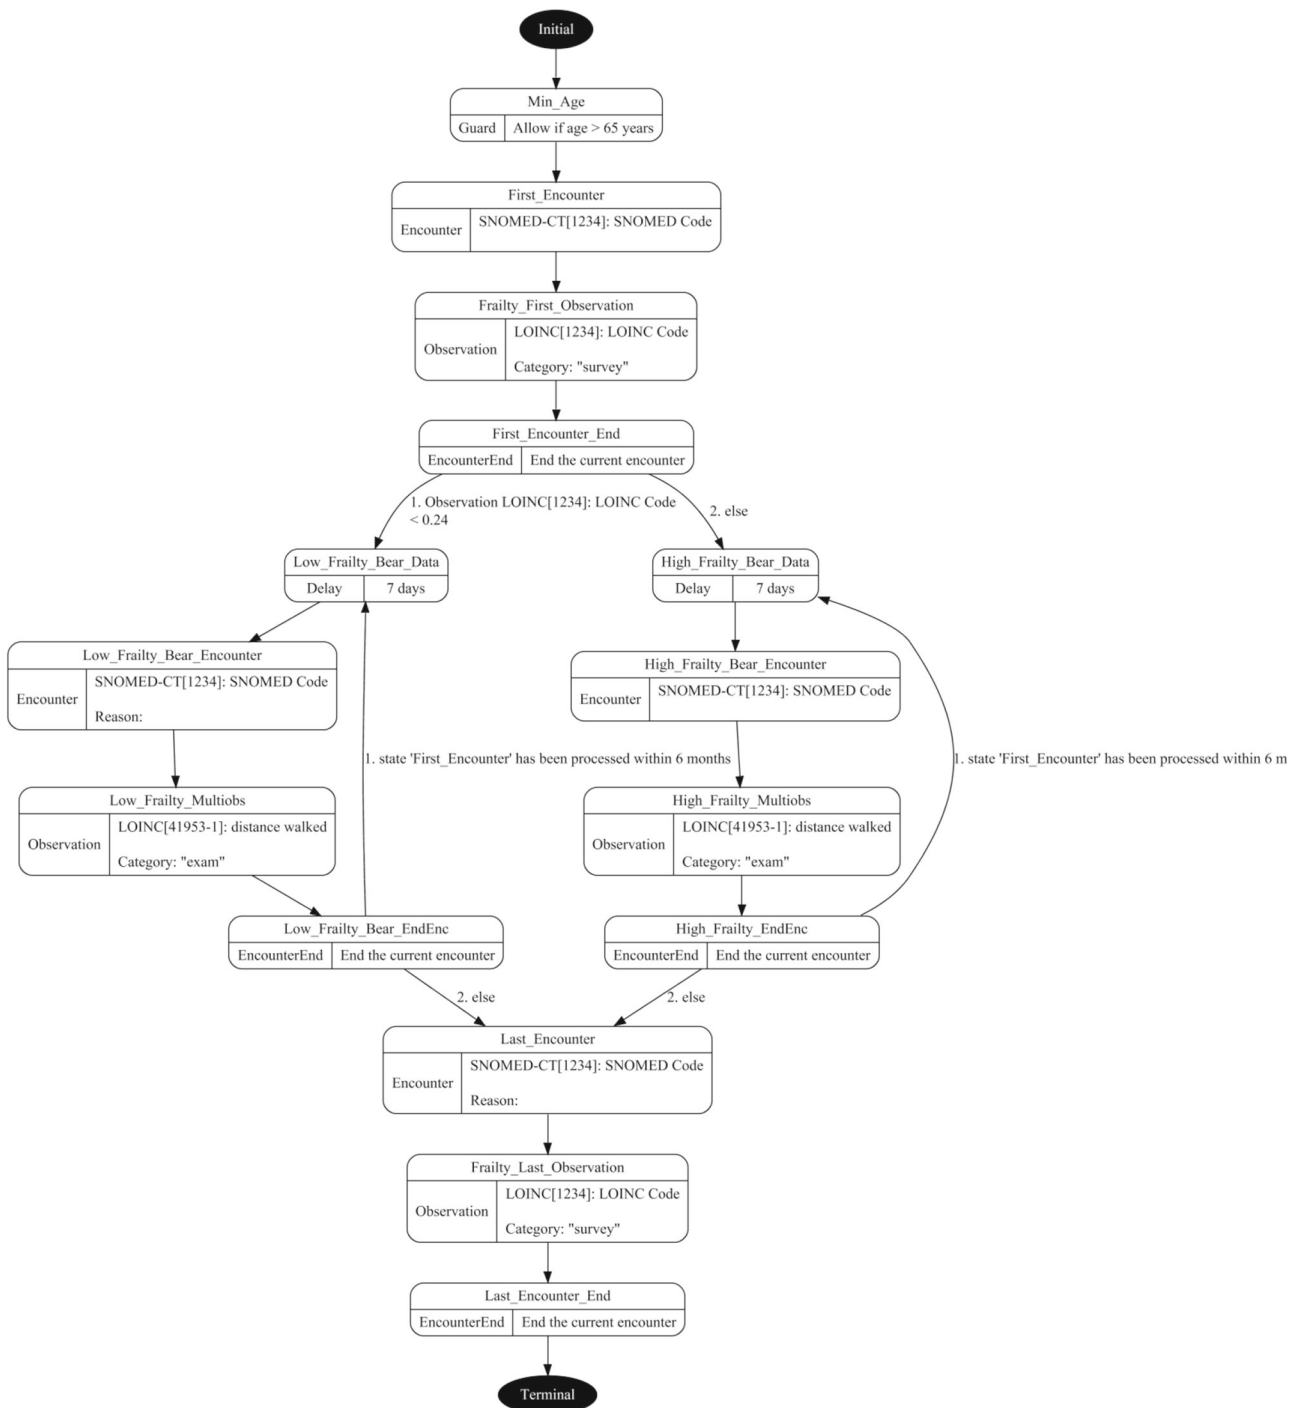 Initial
Min_Age
Guard
Allow if age > 65 years
First_Encounter
Encounter
SNOMED-CT[1234]: SNOMED Code
Frailty_First_Observation
Observation
LOINC[1234]: LOINC Code
Category: "survey"
First_Encounter_End
EncounterEnd
End the current encounter
1. Observation LOINC[1234]: LOINC Code
< 0.24
2. else
Low_Frailty_Bear_Data
Delay
7 days
High_Frailty_Bear_Data
Delay
7 days
Low_Frailty_Bear_Encounter
Encounter
SNOMED-CT[1234]: SNOMED Code
Reason:
High_Frailty_Bear_Encounter
Encounter
SNOMED-CT[1234]: SNOMED Code
1. state 'First_Encounter' has been processed within 6 months
1. state 'First_Encounter' has been processed within 6 m
Low_Frailty_Multiobs
Observation
LOINC[41953-1]: distance walked
Category: "exam"
High_Frailty_Multiobs
Observation
LOINC[41953-1]: distance walked
Category: "exam"
Low_Frailty_Bear_EndEnc
EncounterEnd
End the current encounter
High_Frailty_EndEnc
EncounterEnd
End the current encounter
2. else
2. else
Last_Encounter
Encounter
SNOMED-CT[1234]: SNOMED Code
Reason:
Frailty_Last_Observation
Observation
LOINC[1234]: LOINC Code
Category: "survey"
Last_Encounter_End
EncounterEnd
End the current encounter
Terminal